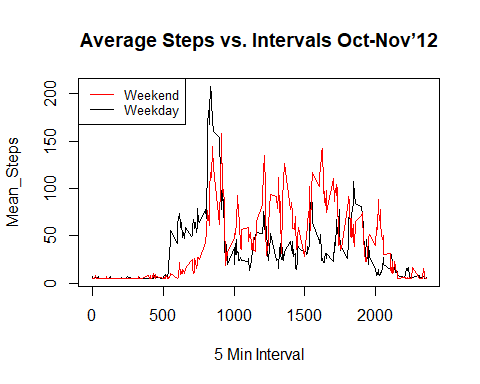 Average Steps vs. Intervals Oct-Nov’12
Weekend
Weekday
Mean_Steps
200
150
100
50
0
0 500 1000 1500 2000
5 Min Interval